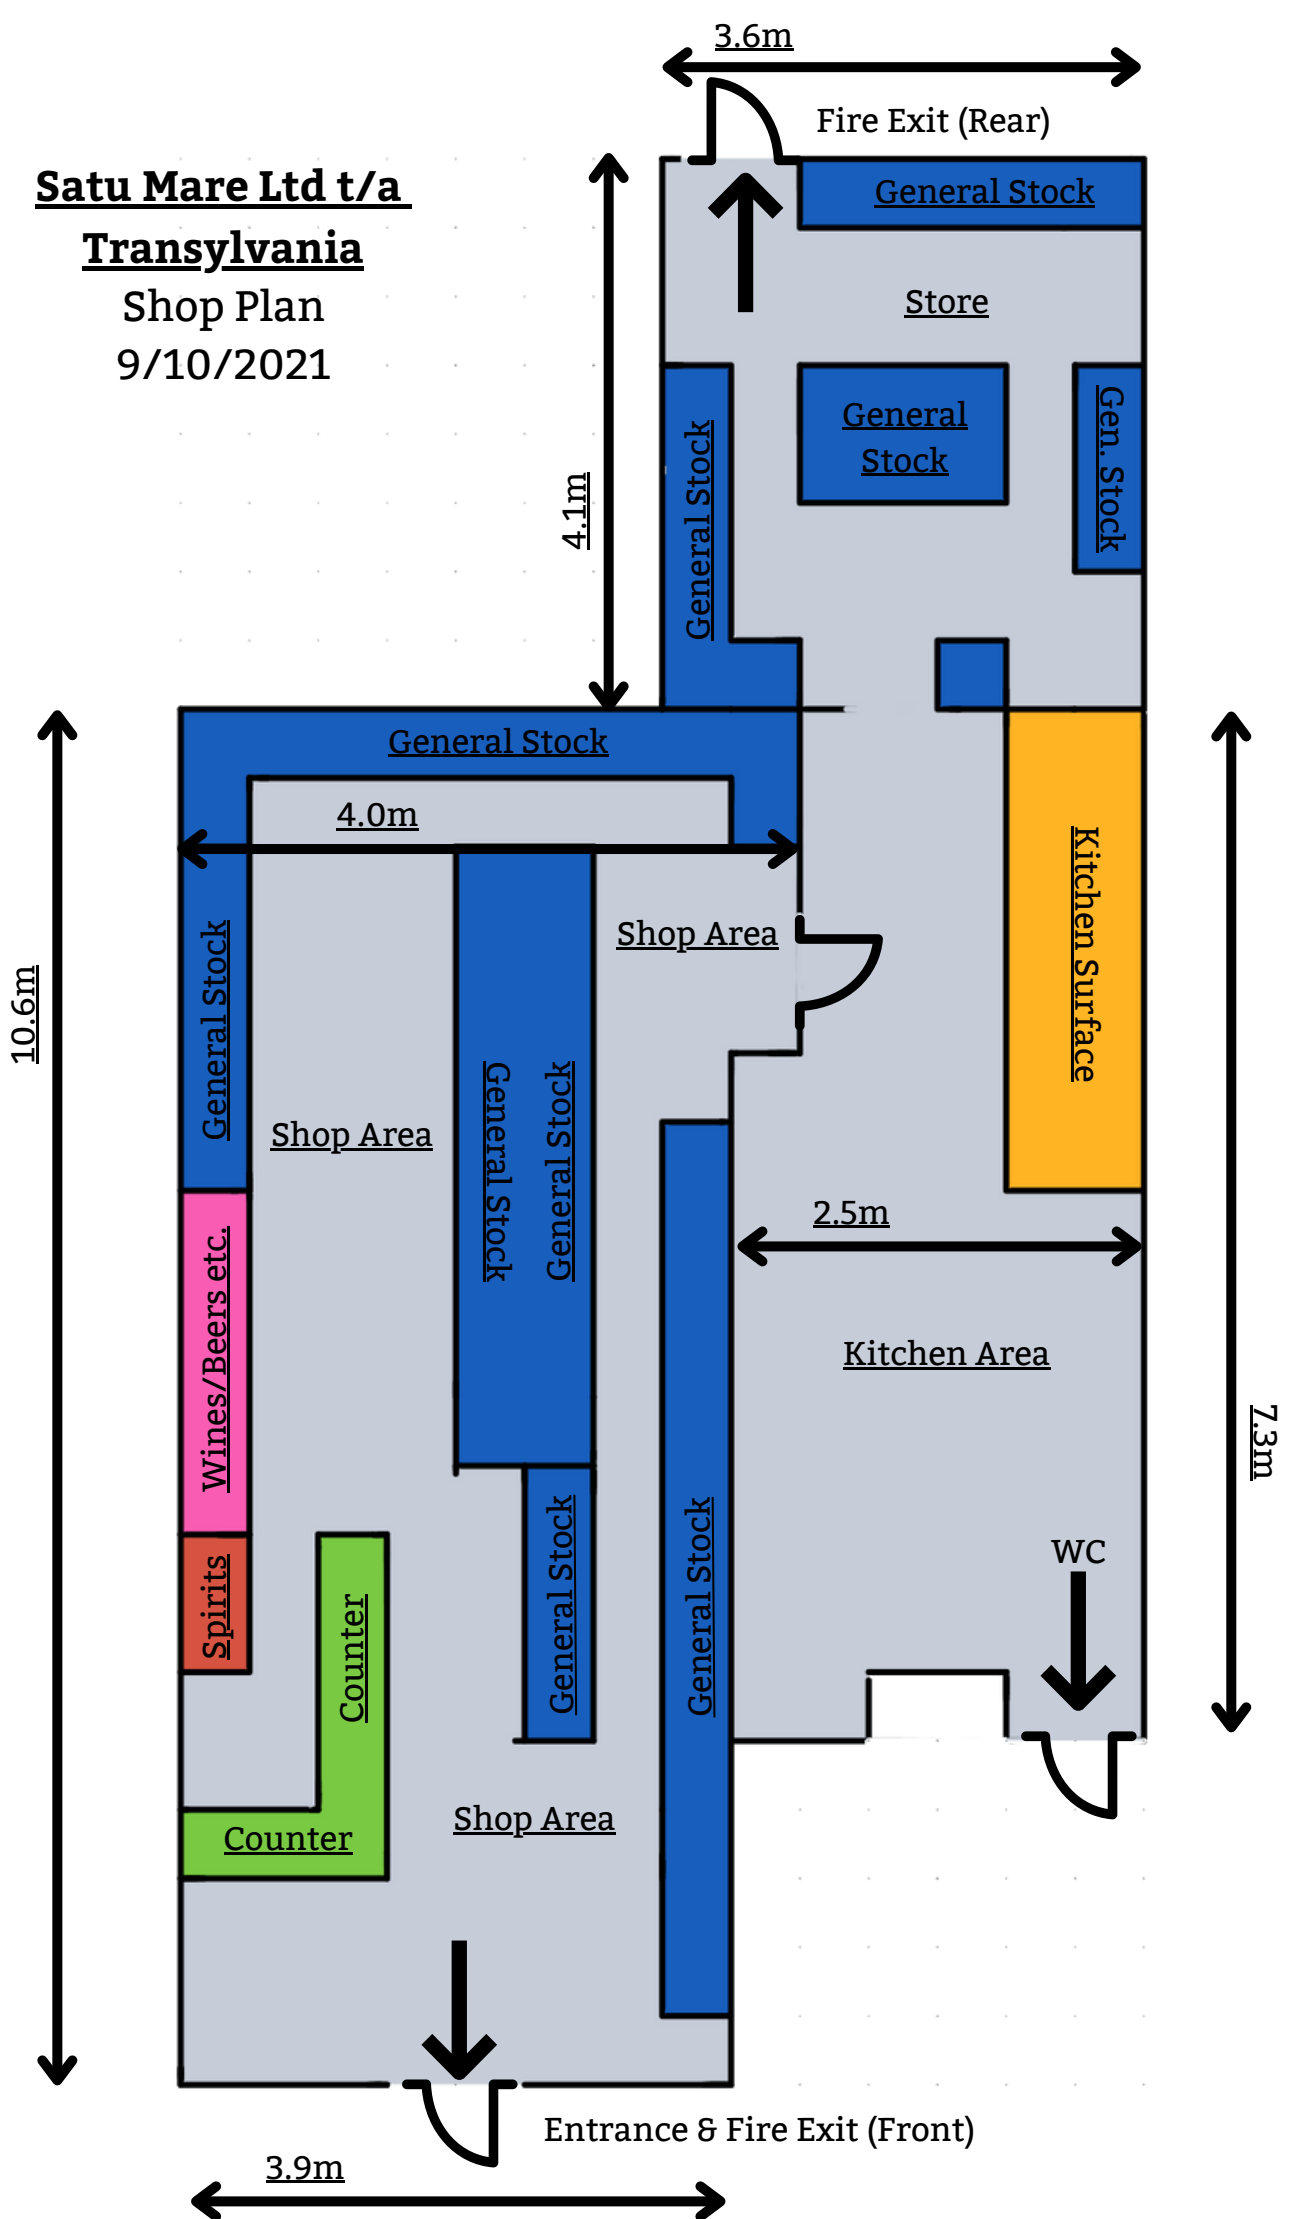 3.6m
Fire Exit (Rear)
Satu Mare Ltd t/a
Transylvania
Shop Plan
9/10/2021
General Stock
Store
General
Stock
Gen. Stock
General Stock
4.1m
General Stock
4.0m
Shop Area
Kitchen Surface
General Stock
10.6m
Shop Area
General Stock
General Stock
2.5m
Wines/Beers etc.
Kitchen Area
7.3m
WC
Spirits
Counter
General Stock
General Stock
Counter
Shop Area
Entrance & Fire Exit (Front)
3.9m